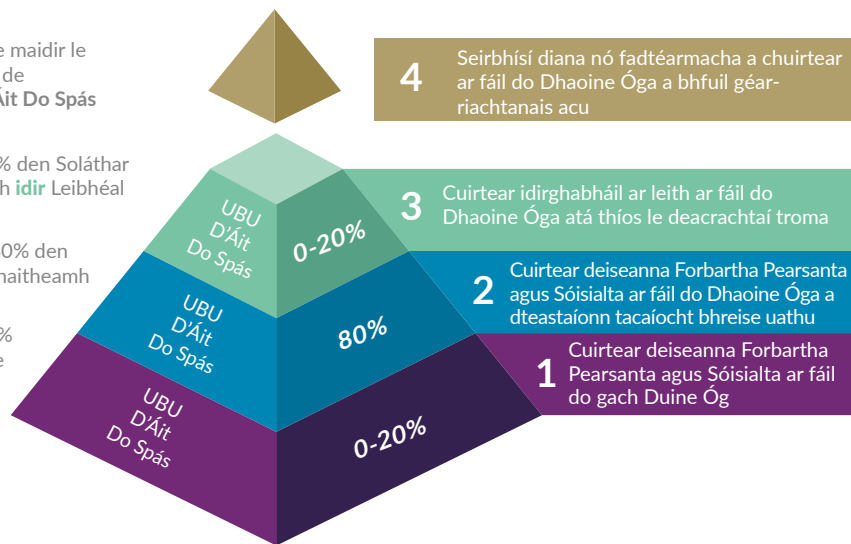 e maidir le
de
Áit Do Spás
% den Soláthar
h idir Leibhéal
0% den
haitheamh
%
e
4
Seirbhísí diana nó fadtéarmacha a chuirtear
ar fáil do Dhaoine Óga a bhfuil géar-
riachtanais acu
UBU
D'Áit
Do Spás
0-20%
3
Cuirtear idirghabháil ar leith ar fáil do
Dhaoine Óga atá thíos le deacrachtaí troma
UBU
D'Áit
Do Spás
80%
2
Cuirtear deiseanna Forbartha Pearsanta
agus Sóisialta ar fáil do Dhaoine Óga a
dteastaíonn tacaíocht bhreise uathu
UBU
D'Áit
Do Spás
0-20%
1
Cuirtear deiseanna Forbartha
Pearsanta agus Sóisialta ar fáil
do gach Duine Óg